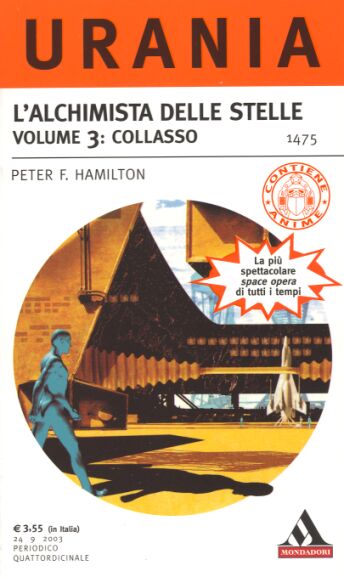 URANIA
L'ALCHIMISTA DELLE STELLE
VOLUME 3: COLLASSO
1475
PETER F. HAMILTON
CONTIENE
ANIME
La più
spettacolare
space opera
di tutti i tempi
€ 3,55 (in Italia)
24 9 2003
PERIODICO
QUATTORDICINALE
MONDADORI